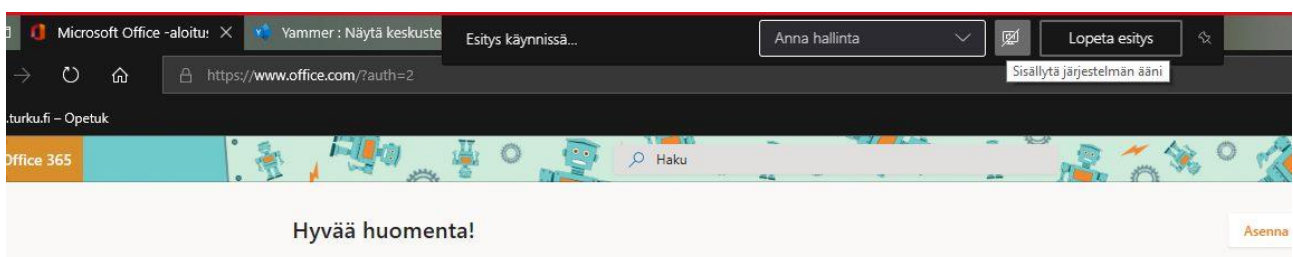 Microsoft Office -aloitu:
Yammer : Näytä keskuste
Esitys käynnissä...
Anna hallinta
Lopeta esitys
https://www.office.com/?auth=2
Sisällytä järjestelmän ääni
.turku.fi – Opetuk
Office 365
Haku
Hyvää huomenta!
Asenna